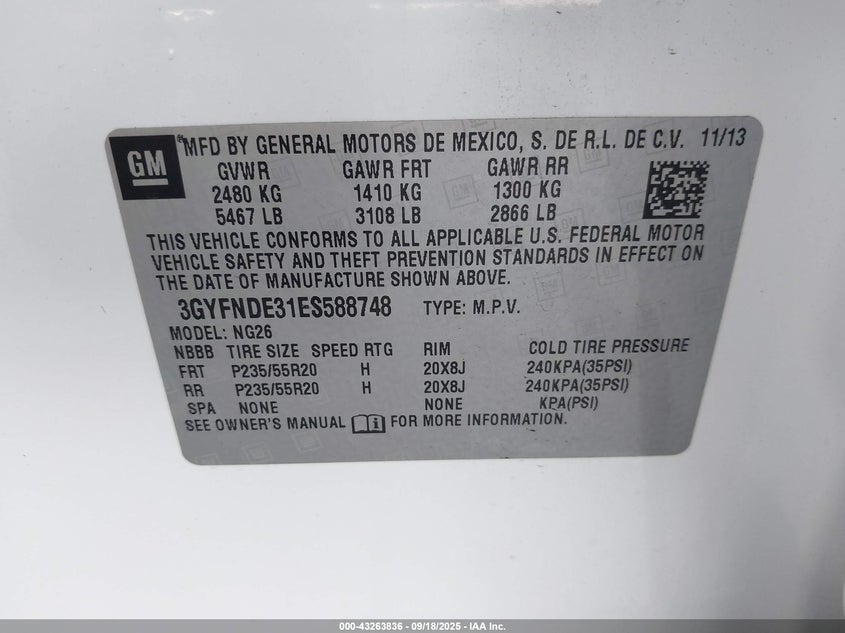 GM
MFD BY GENERAL MOTORS DE MEXICO, S. DE R.L. DE C.V. 11/13
GVWR GAWR FRT GAWR RR
2480 KG 1410 KG 1300 KG
5467 LB 3108 LB 2866 LB
THIS VEHICLE CONFORMS TO ALL APPLICABLE U.S. FEDERAL MOTOR
VEHICLE SAFETY AND THEFT PREVENTION STANDARDS IN EFFECT ON
THE DATE OF MANUFACTURE SHOWN ABOVE.
3GYFNDE31ES588748 TYPE: M.P.V.
MODEL: NG26
NBBB TIRE SIZE SPEED RTG RIM COLD TIRE PRESSURE
FRT P235/55R20 H 20X8J 240KPA(35PSI)
RR P235/55R20 H 20X8J 240KPA(35PSI)
SPA NONE NONE KPA(PSI)
SEE OWNER'S MANUAL FOR MORE INFORMATION.
000-43263836 - 09/18/2025 - IAA Inc.